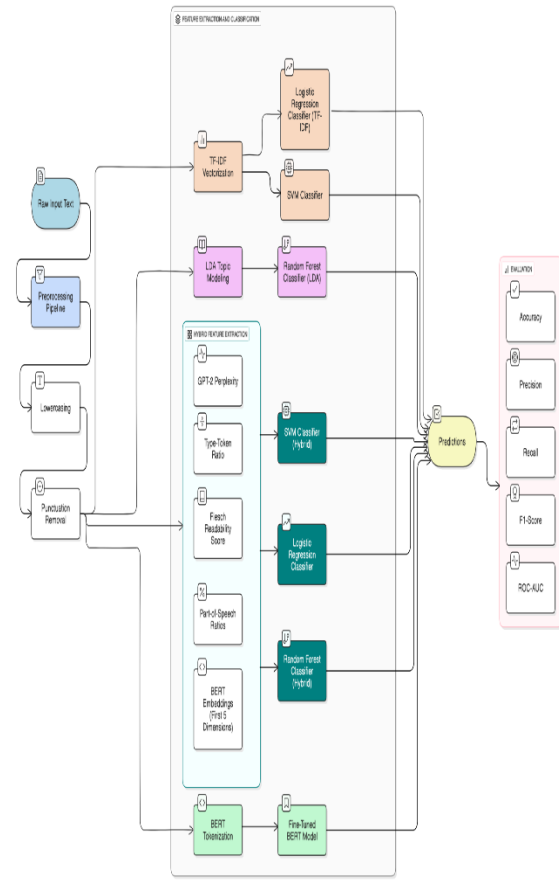 FEATURE EXTRACTION AND CLASSIFICATION
Logistic
Regression
Classifier (TF-
IDF)
TF-IDF
Vectorization
SVM Classifier
Raw Input Text
LDA Topic
Modeling
Random Forest
Classifier (LDA)
Preprocessing
Pipeline
EVALUATION
Accuracy
HYBRID FEATURE EXTRACTION
GPT-2 Perplexity
Precision
Lowercasing
Type-Token
Ratio
SVM Classifier
(Hybrid)
Predictions
Recall
Punctuation
Removal
Flesch
Readability
Score
F1-Score
Logistic
Regression
Classifier
ROC-AUC
Part-of-Speech
Ratios
Random Forest
Classifier
(Hybrid)
BERT
Embeddings
(First 5
Dimensions)
BERT
Tokenization
Fine-Tuned
BERT Model